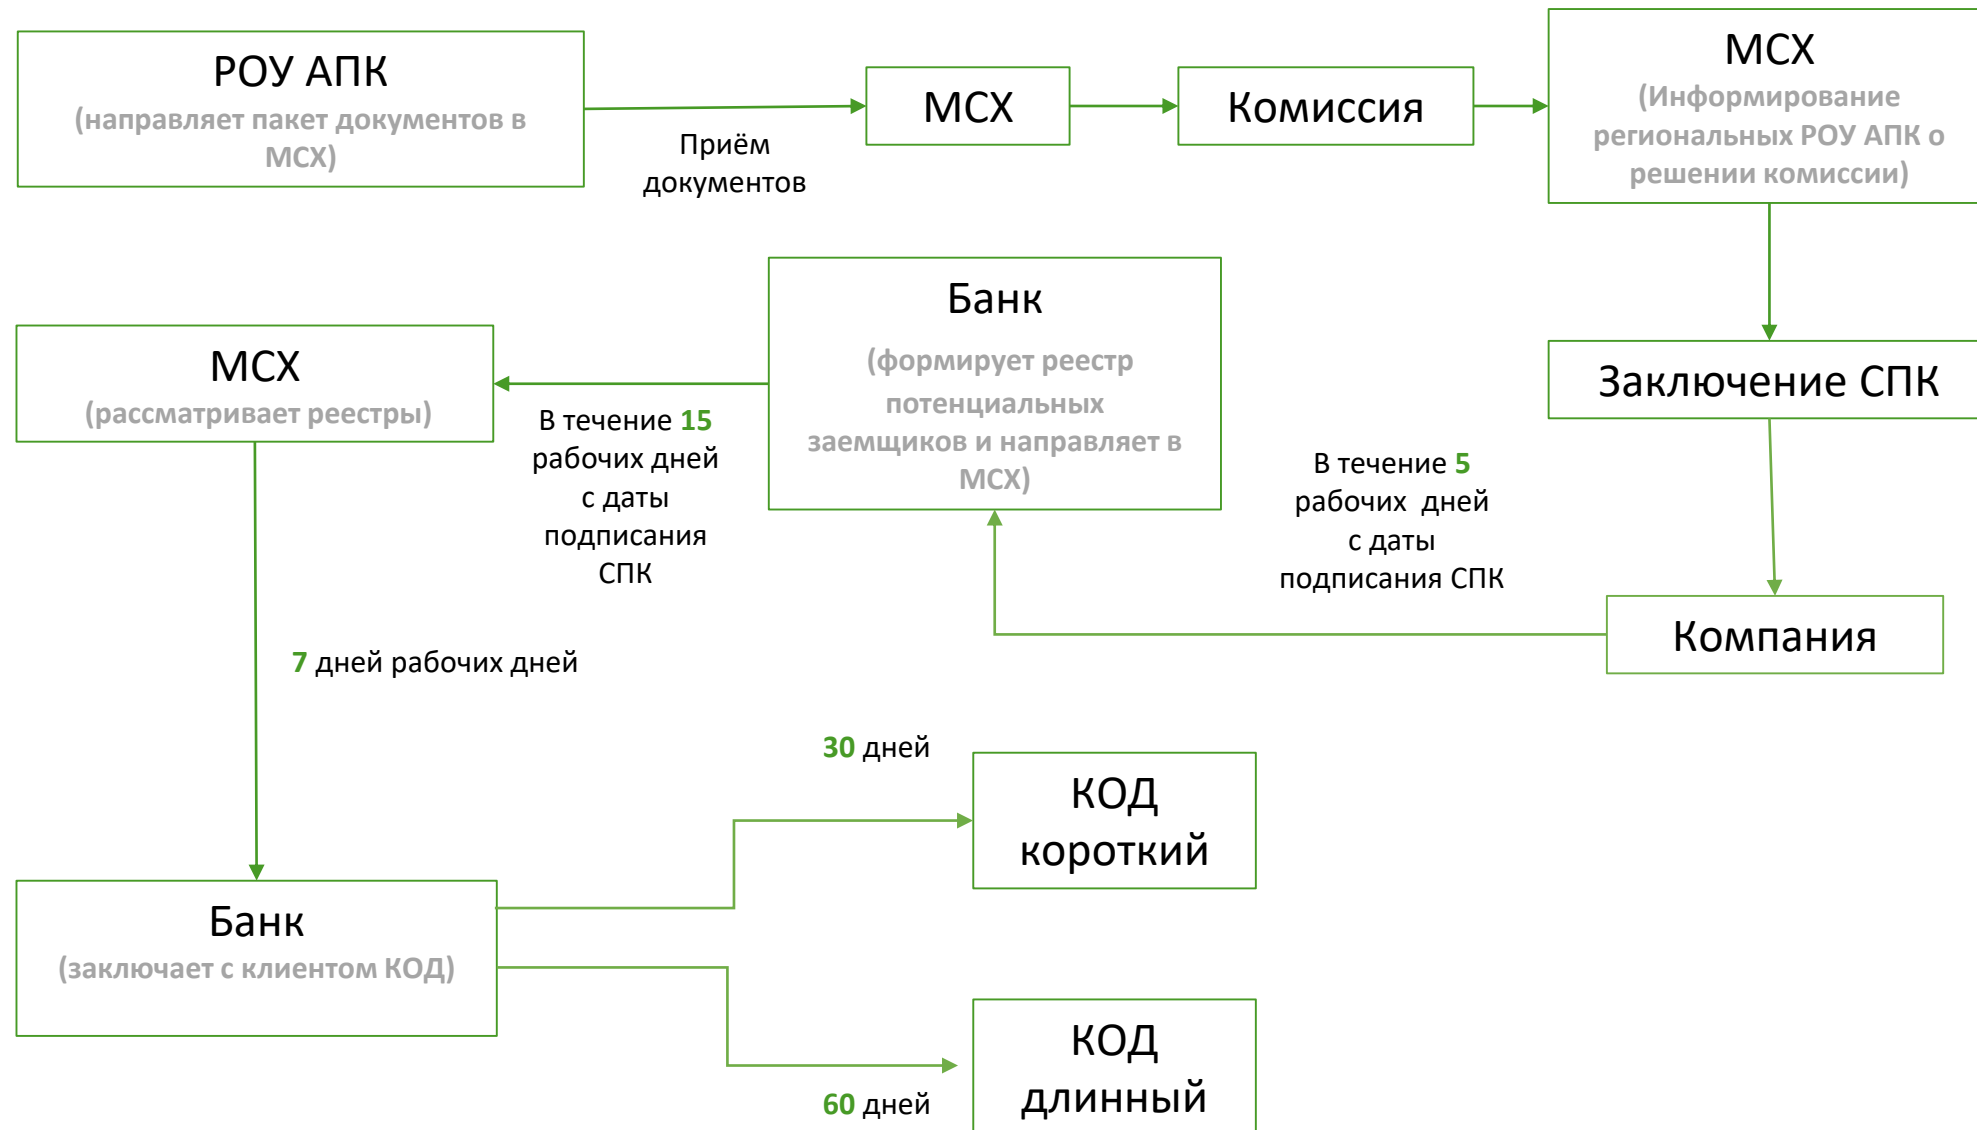 РОУ АПК
(направляет пакет документов в
МСХ)
Приём
документов
МСХ
Комиссия
МСХ
(Информирование
региональных РОУ АПК о
решении комиссии)
Заключение СПК
В течение 5
рабочих дней
с даты
подписания СПК
Компания
Банк
(формирует реестр
потенциальных
заемщиков и направляет в
МСХ)
В течение 15
рабочих дней
с даты
подписания
СПК
МСХ
(рассматривает реестры)
7 дней рабочих дней
Банк
(заключает с клиентом КОД)
30 дней
КОД
короткий
60 дней
КОД
длинный